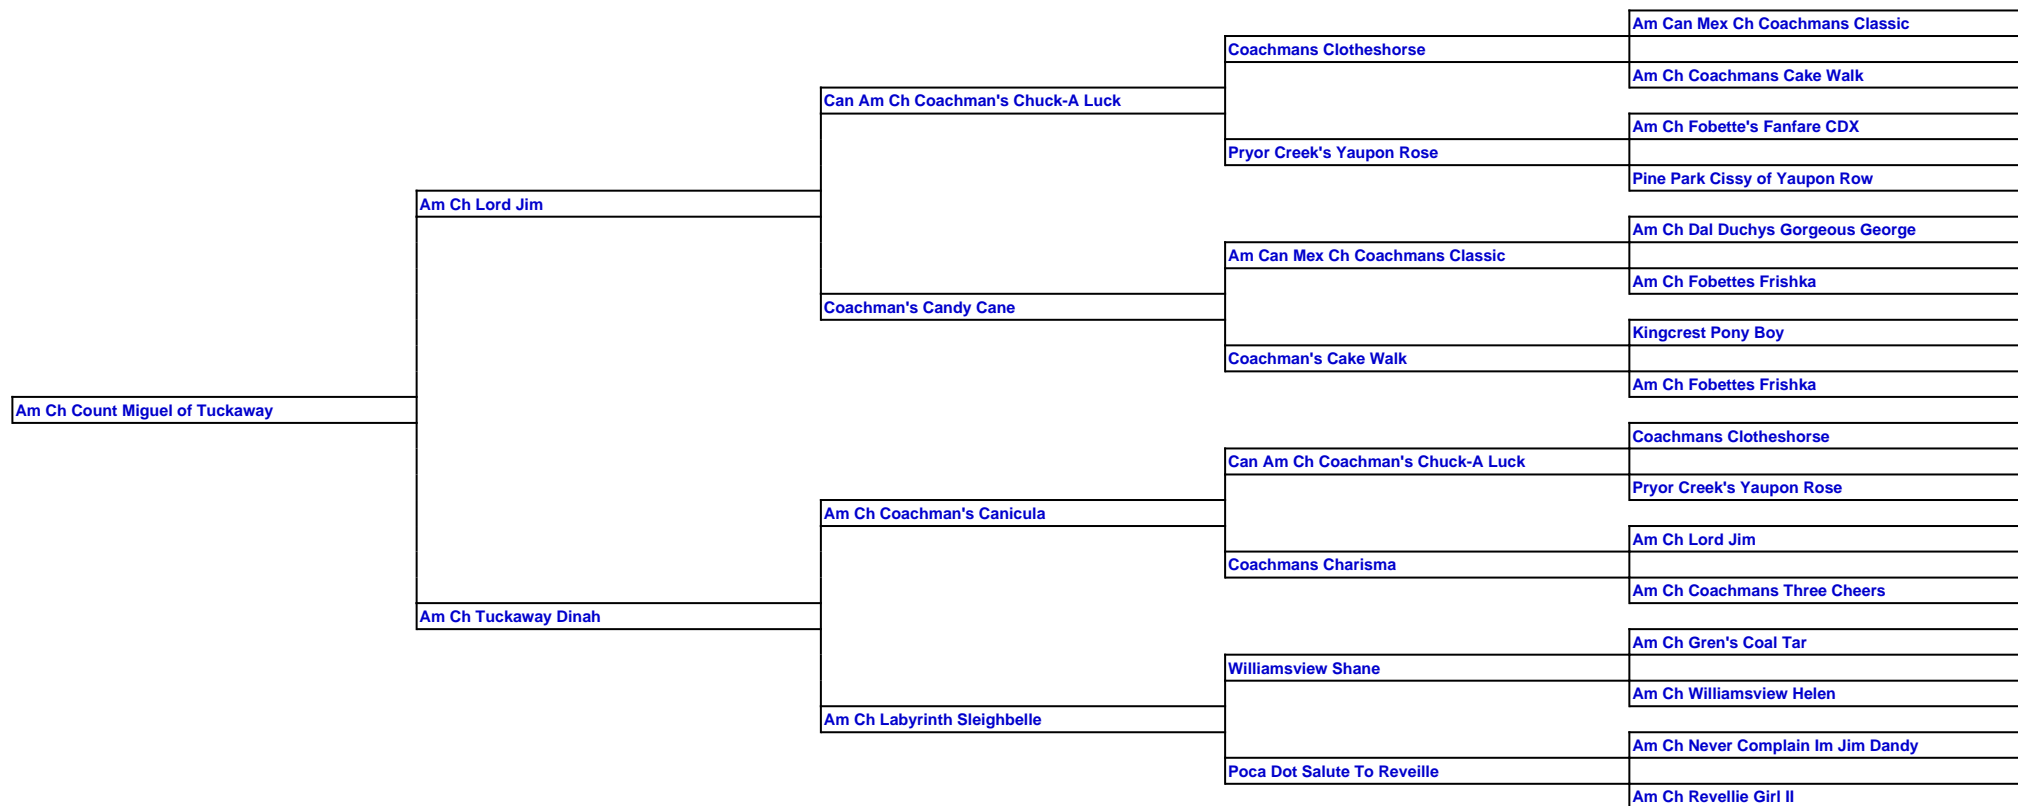 Am Can Mex Ch Coachmans Classic
Coachmans Clotheshorse
Am Ch Coachmans Cake Walk
Can Am Ch Coachman's Chuck-A Luck
Am Ch Fobette's Fanfare CDX
Pryor Creek's Yaupon Rose
Pine Park Cissy of Yaupon Row
Am Ch Lord Jim
Am Ch Dal Duchys Gorgeous George
Am Can Mex Ch Coachmans Classic
Am Ch Fobettes Frishka
Coachman's Candy Cane
Kingcrest Pony Boy
Coachman's Cake Walk
Am Ch Fobettes Frishka
Am Ch Count Miguel of Tuckaway
Coachmans Clotheshorse
Can Am Ch Coachman's Chuck-A Luck
Pryor Creek's Yaupon Rose
Am Ch Coachman's Canicula
Am Ch Lord Jim
Coachmans Charisma
Am Ch Coachmans Three Cheers
Am Ch Tuckaway Dinah
Am Ch Gren's Coal Tar
Williamsview Shane
Am Ch Williamsview Helen
Am Ch Labyrinth Sleighbelle
Am Ch Never Complain Im Jim Dandy
Poca Dot Salute To Reveille
Am Ch Revellie Girl II